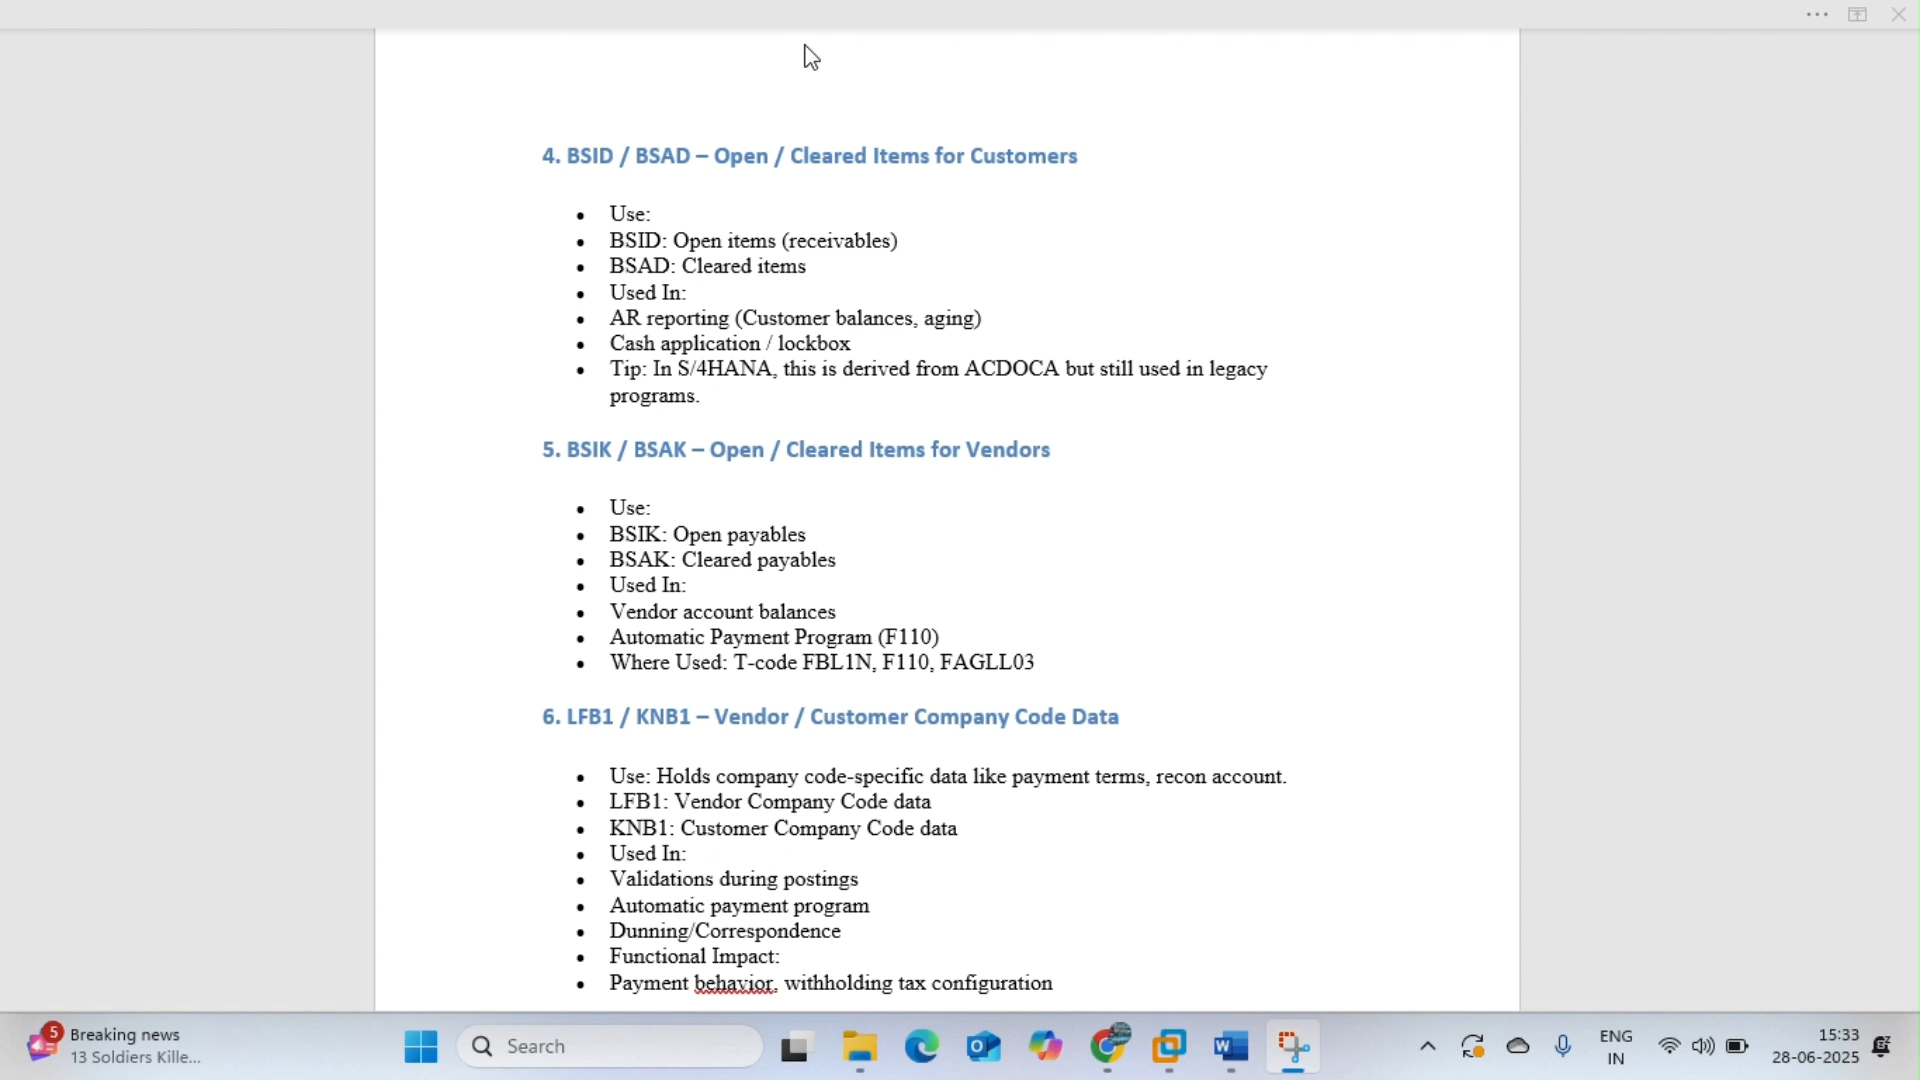 4. BSID / BSAD – Open / Cleared Items for Customers
• Use:
• BSID: Open items (receivables)
• BSAD: Cleared items
• Used In:
• AR reporting (Customer balances, aging)
• Cash application / lockbox
• Tip: In S/4HANA, this is derived from ACDOCA but still used in legacy
programs.
5. BSIK / BSAK – Open / Cleared Items for Vendors
• Use:
• BSIK: Open payables
• BSAK: Cleared payables
• Used In:
• Vendor account balances
• Automatic Payment Program (F110)
• Where Used: T-code FBL1N, F110, FAGLL03
6. LFB1 / KNB1 – Vendor / Customer Company Code Data
• Use: Holds company code-specific data like payment terms, recon account.
• LFB1: Vendor Company Code data
• KNB1: Customer Company Code data
• Used In:
• Validations during postings
• Automatic payment program
• Dunning/Correspondence
• Functional Impact:
• Payment behavior, withholding tax configuration
5
Breaking news
13 Soldiers Kille...
Search
ENG
IN
15:33
28-06-2025